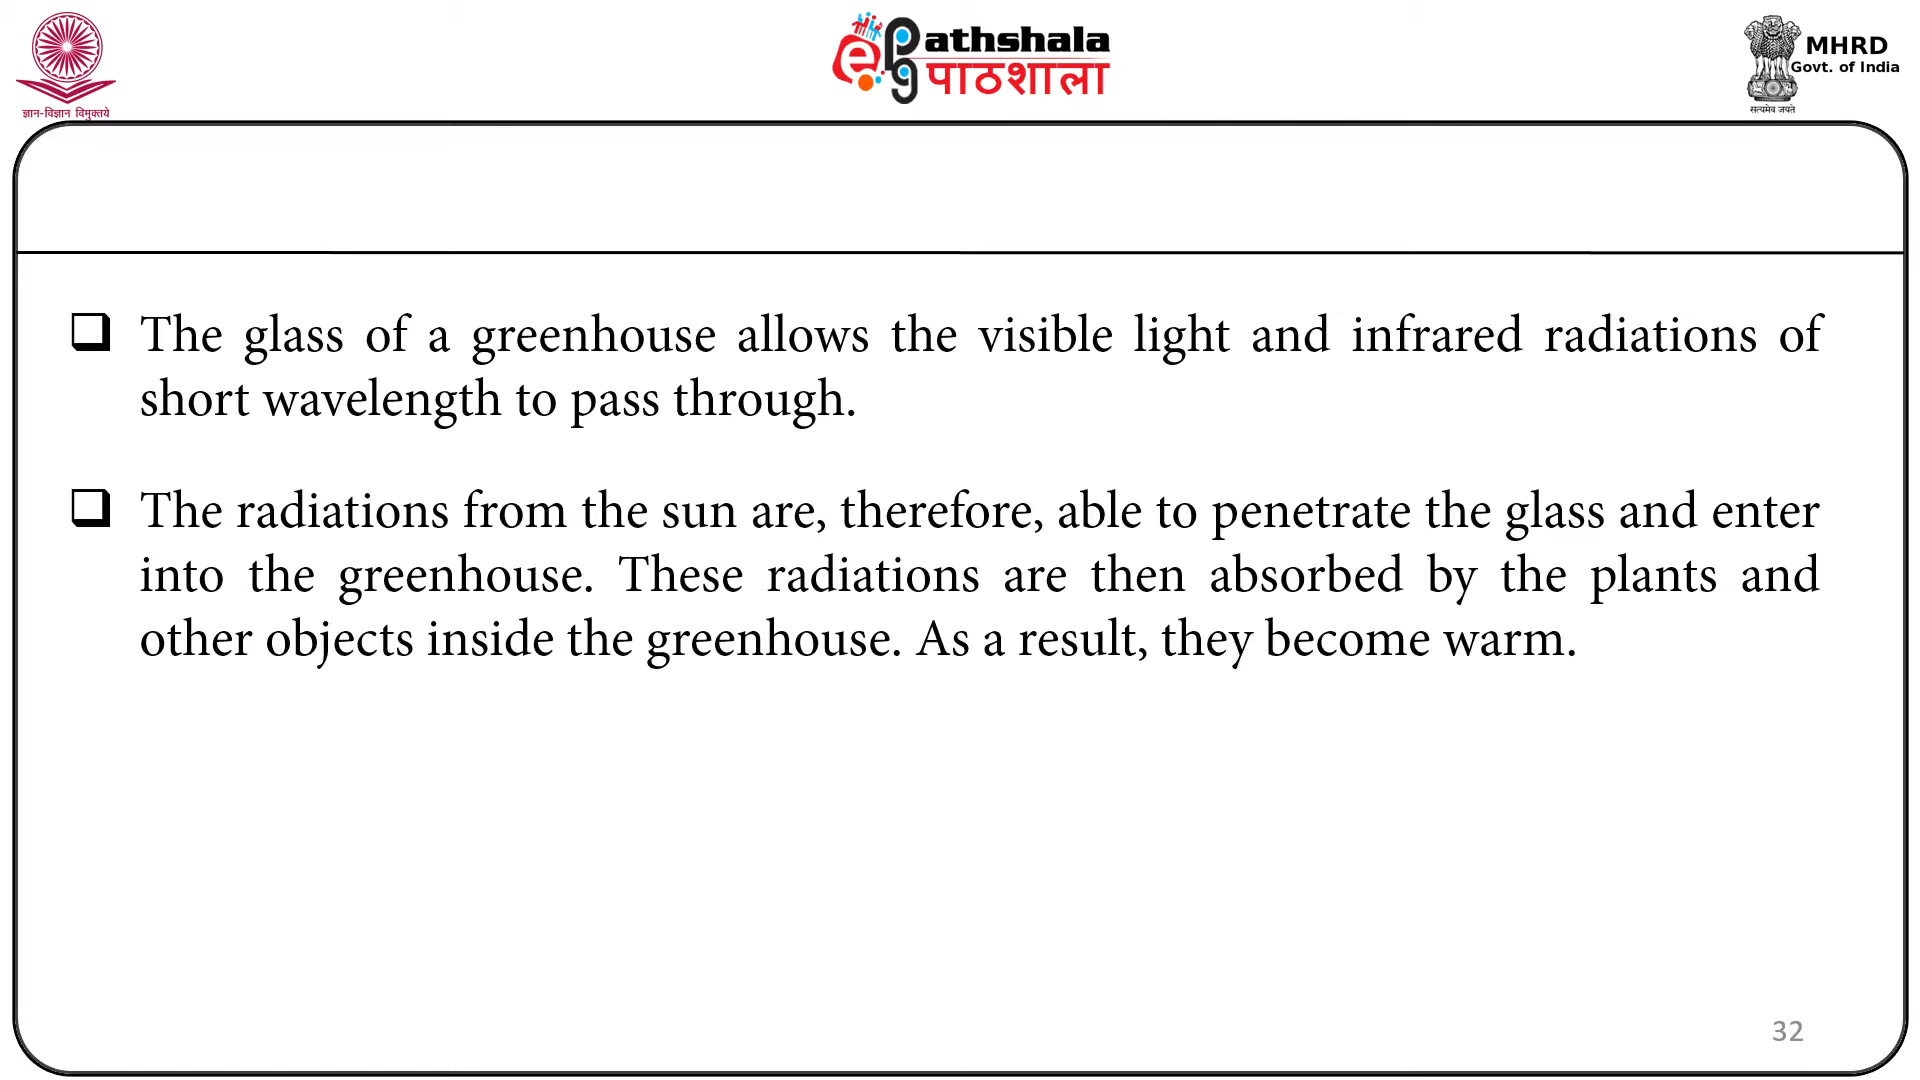 ज्ञान-विज्ञान विमुक्तये
e Pathshala
pg पाठशाला
MHRD
Govt. of India
सत्यमेव जयते
The glass of a greenhouse allows the visible light and infrared radiations of
short wavelength to pass through.
The radiations from the sun are, therefore, able to penetrate the glass and enter
into the greenhouse. These radiations are then absorbed by the plants and
other objects inside the greenhouse. As a result, they become warm.
32